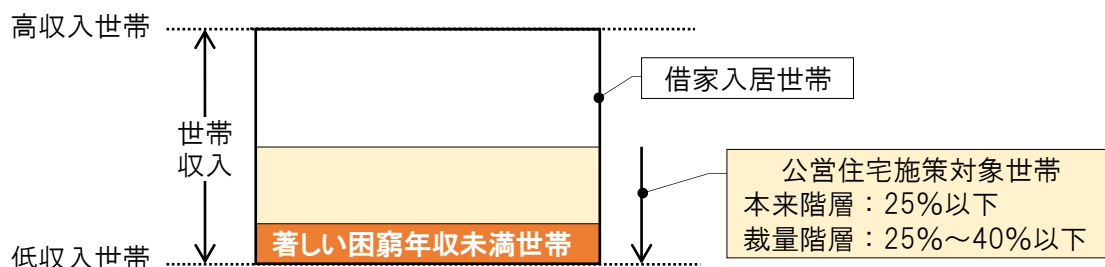 高収入世帯
借家入居世帯
世帯
収入
公営住宅施策対象世帯
本来階層：25%以下
裁量階層：25%～40%以下
著しい困窮年収未満世帯
低収入世帯